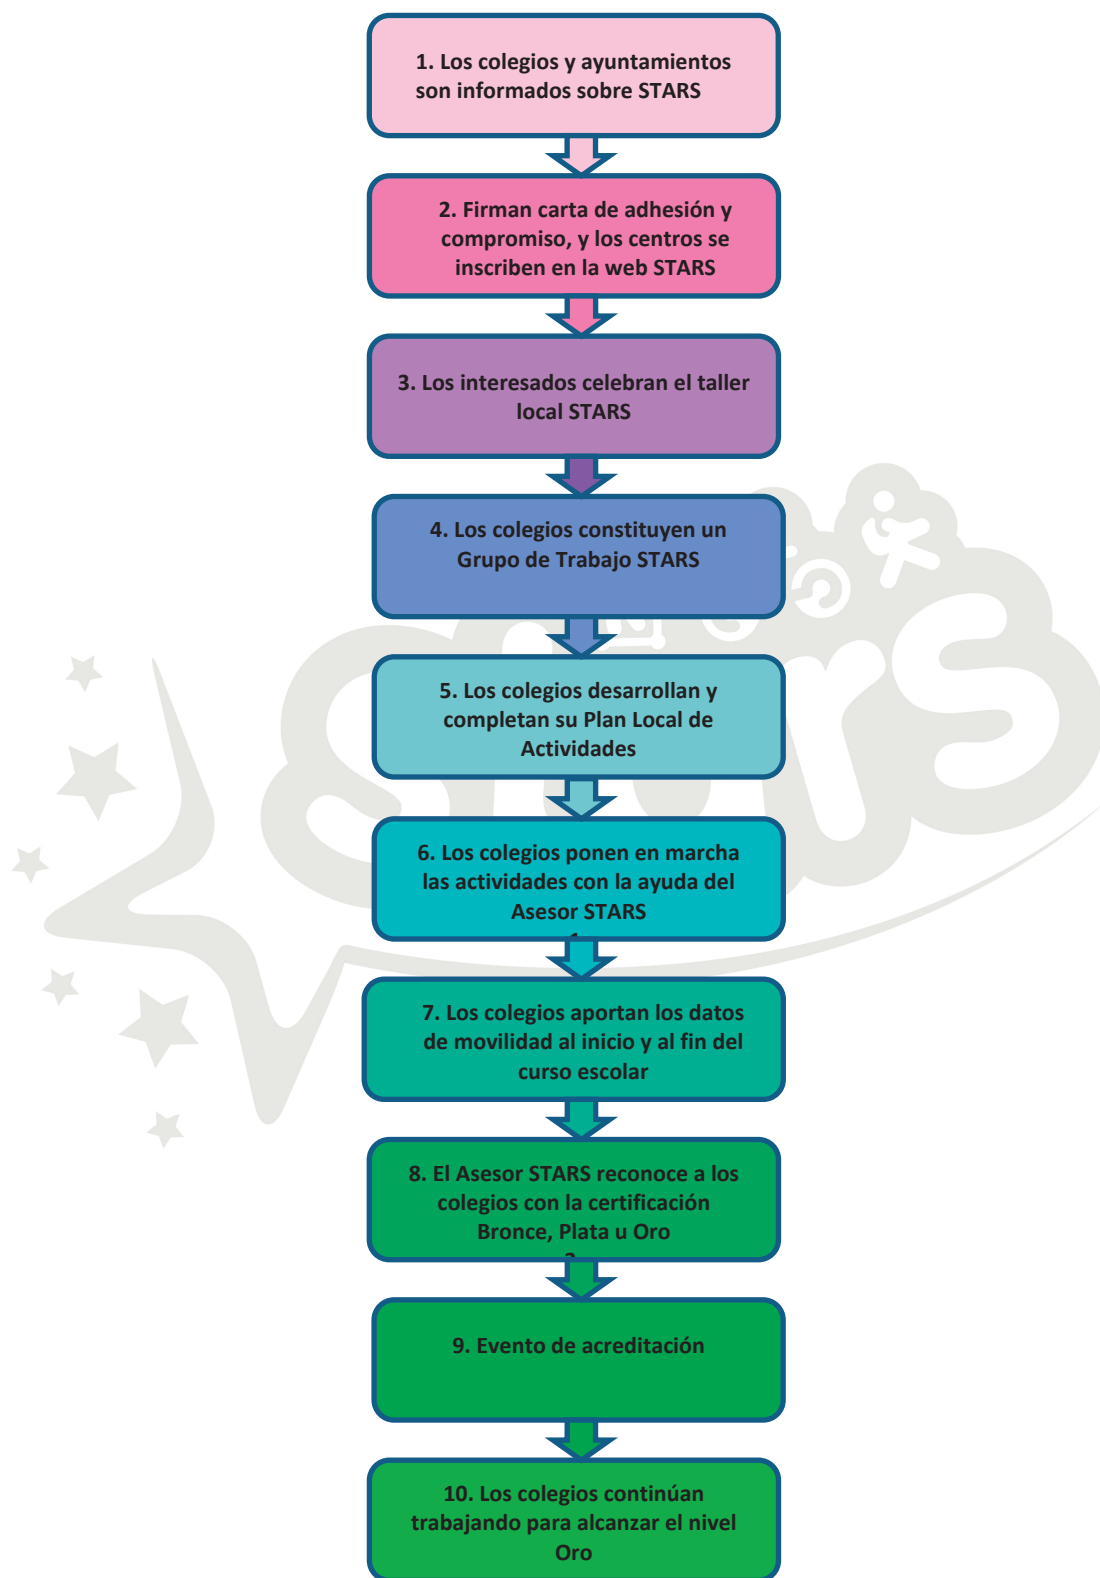 1. Los colegios y ayuntamientos
son informados sobre STARS
2. Firman carta de adhesión y
compromiso, y los centros se
inscriben en la web STARS
3. Los interesados celebran el taller
local STARS
4. Los colegios constituyen un
Grupo de Trabajo STARS
5. Los colegios desarrollan y
completan su Plan Local de
Actividades
6. Los colegios ponen en marcha
las actividades con la ayuda del
Asesor STARS
7. Los colegios aportan los datos
de movilidad al inicio y al fin del
curso escolar
8. El Asesor STARS reconoce a los
colegios con la certificación
Bronce, Plata u Oro
9. Evento de acreditación
10. Los colegios continúan
trabajando para alcanzar el nivel
Oro